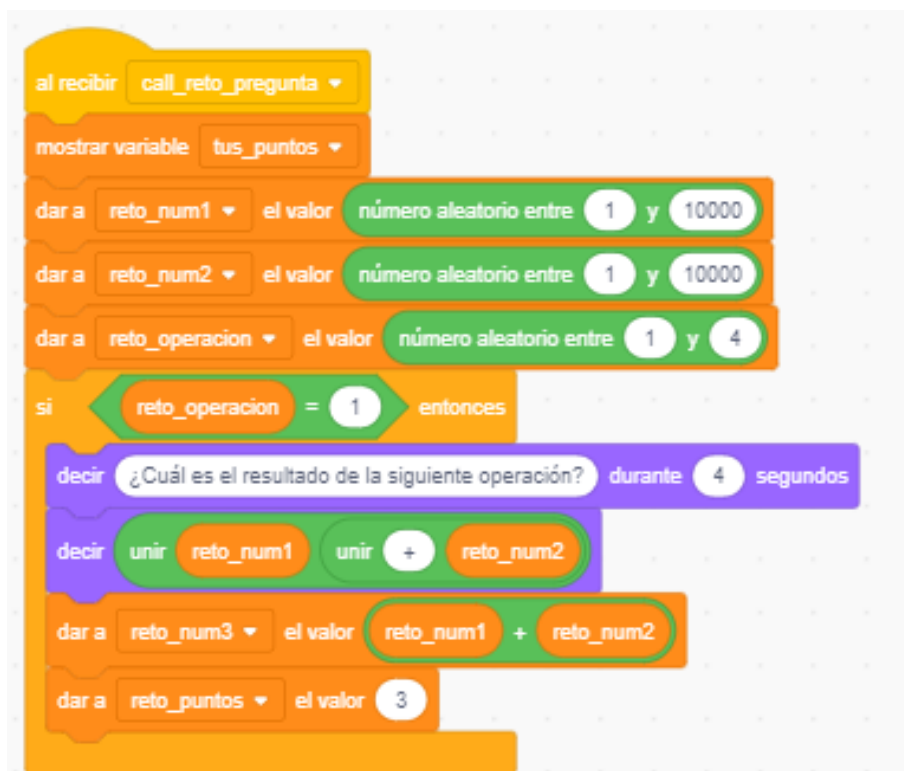 al recibir call_reto_pregunta
mostrar variable tus_puntos
dar a reto_num1 el valor número aleatorio entre 1 y 10000
dar a reto_num2 el valor número aleatorio entre 1 y 10000
dar a reto_operacion el valor número aleatorio entre 1 y 4
si reto_operacion = 1 entonces
decir ¿Cuál es el resultado de la siguiente operación? durante 4 segundos
decir unir reto_num1 unir + reto_num2
dar a reto_num3 el valor reto_num1 + reto_num2
dar a reto_puntos el valor 3